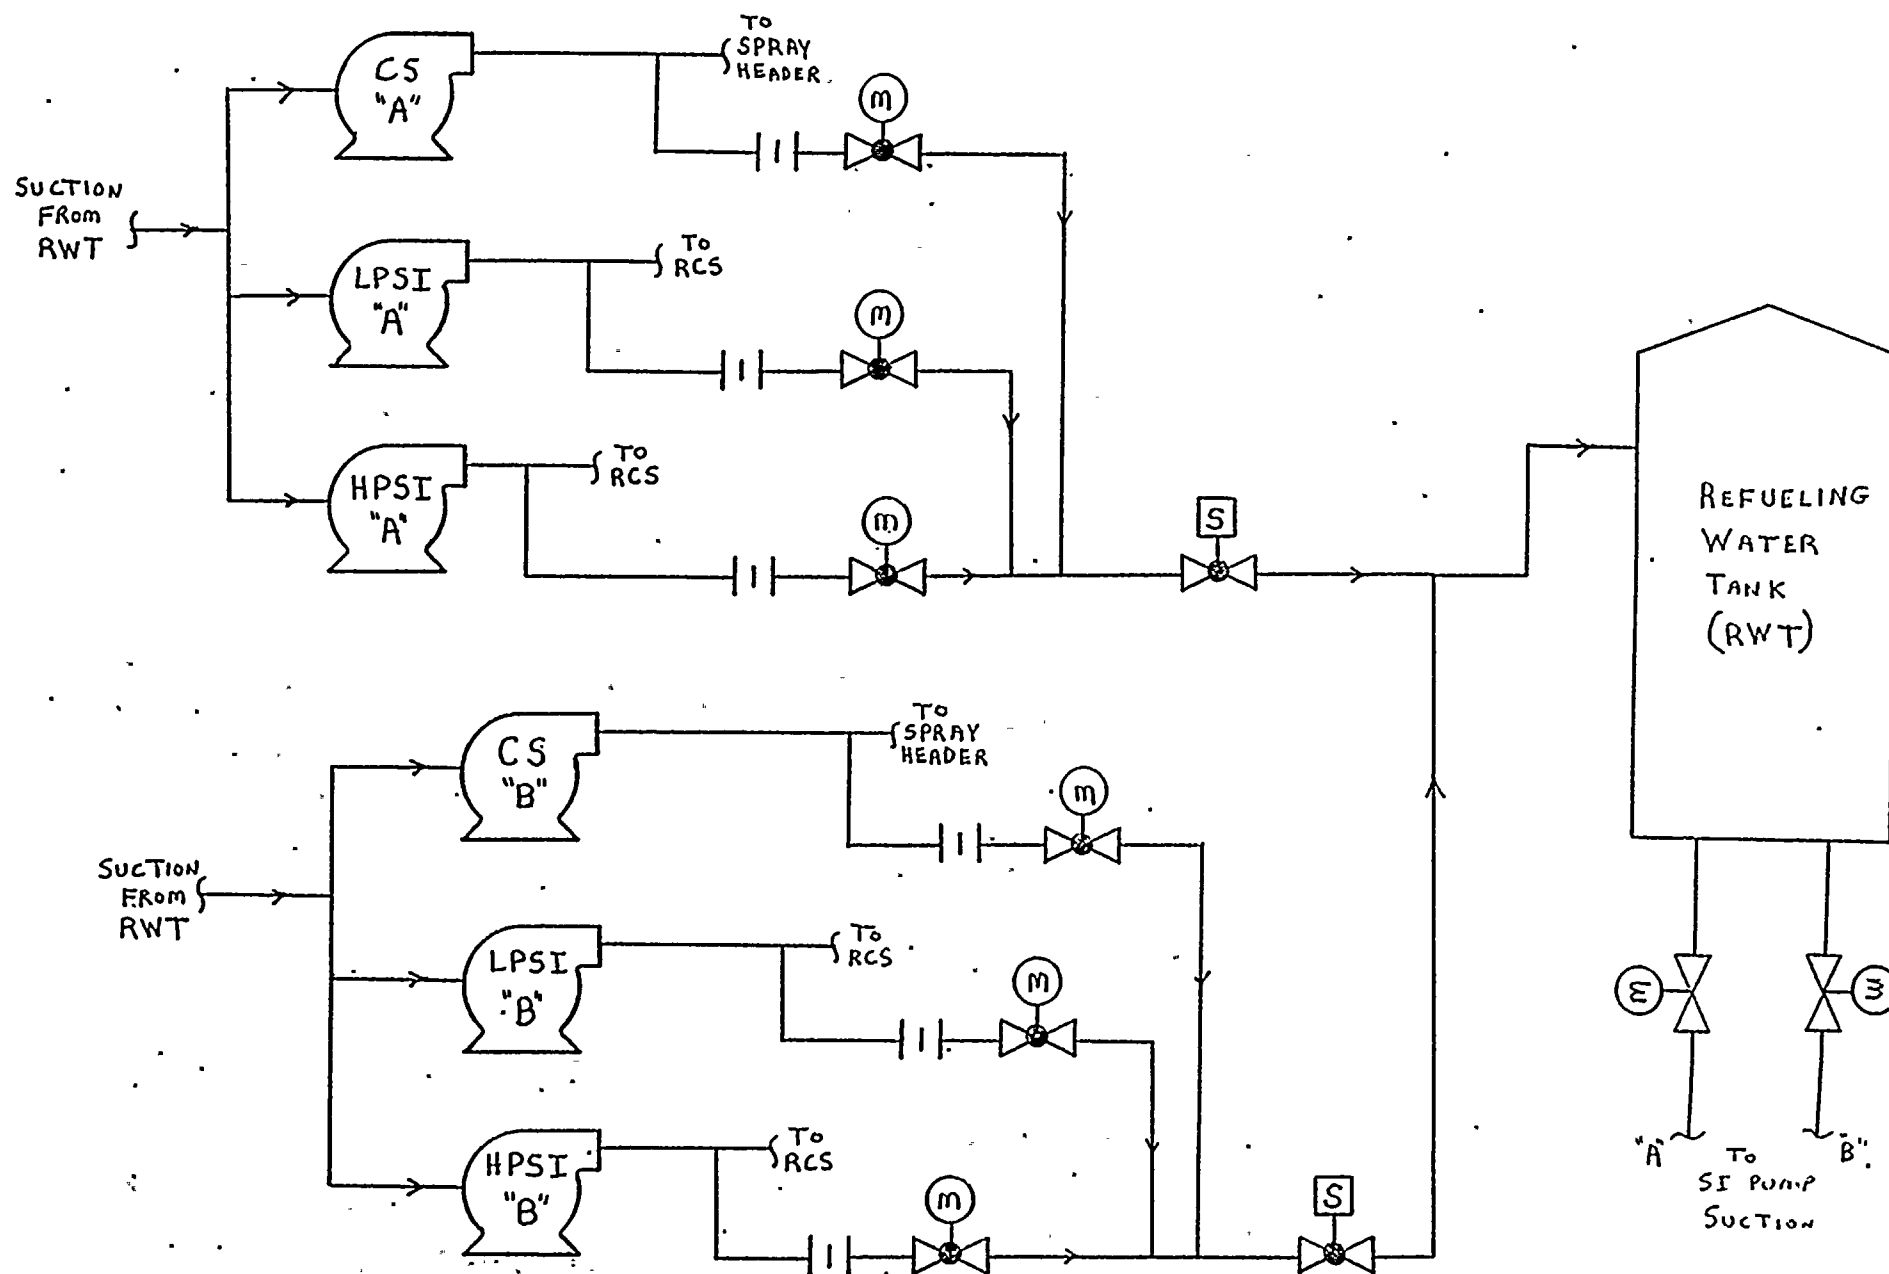 TO
SPRAY
HEADER
CS
"A"
m
SUCTION
FROM
RWT
TO
RCS
LPSI
"A"
m
TO
RCS
HPSI
"A"
m
S
REFUELING
WATER
TANK
(RWT)
TO
SPRAY
HEADER
CS
"B"
m
SUCTION
FROM
RWT
TO
RCS
LPSI
"B"
m
m
m
TO
RCS
HPSI
"B"
m
S
"A"
TO
"B"
SI PUMP
SUCTION